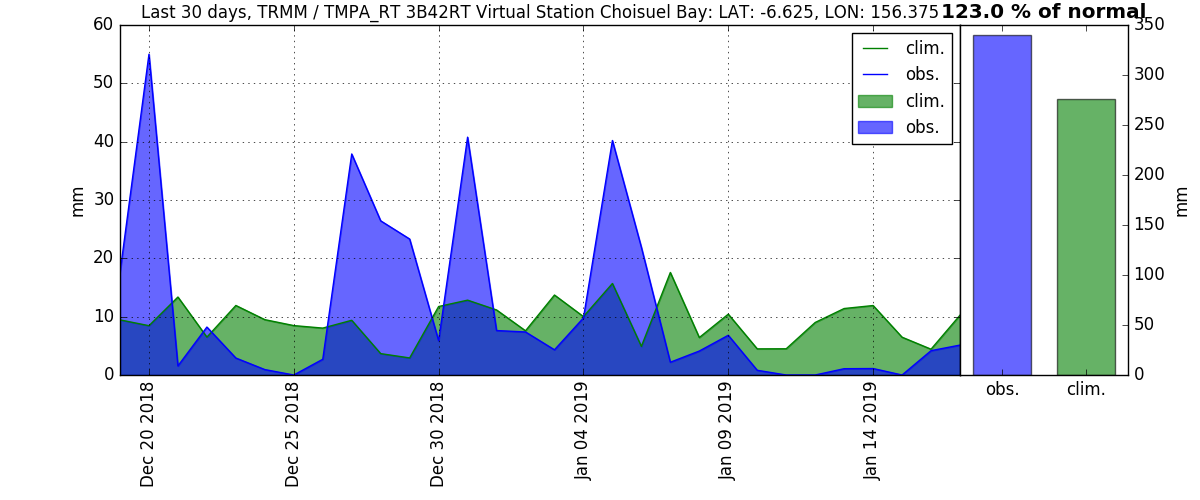 Last 30 days, TRMM / TMPA_RT 3B42RT Virtual Station Choisuel Bay: LAT: -6.625, LON: 156.375
123.0 % of normal
60
50
40
30
20
10
0
mm
clim.
obs.
clim.
obs.
Dec 20 2018
Dec 25 2018
Dec 30 2018
Jan 04 2019
Jan 09 2019
Jan 14 2019
350
300
250
200
150
100
50
0
mm
obs.
clim.